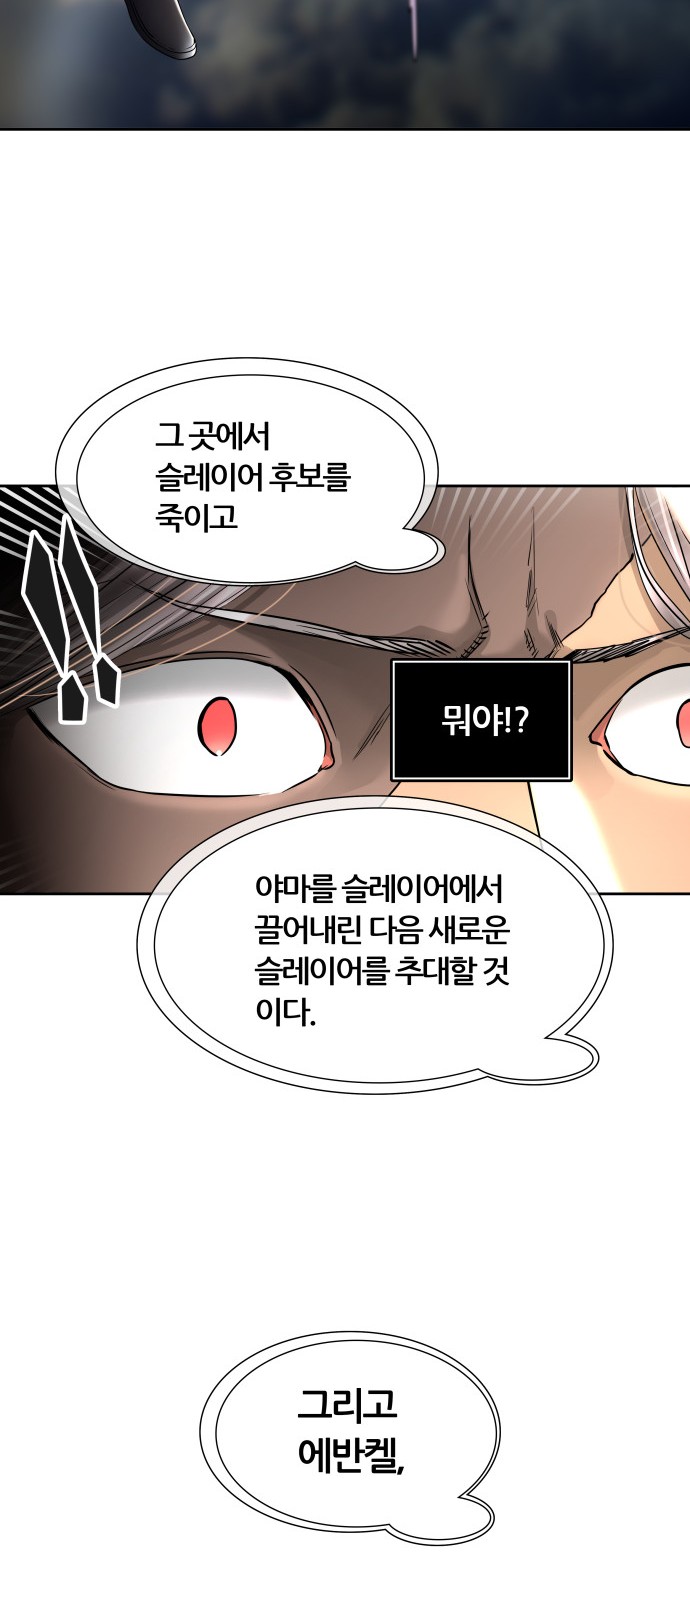 그 곳에서
슬레이어 후보를
죽이고
!!
뭐야!?
야마를 슬레이어에서
끌어내린 다음 새로운
슬레이어를 추대할 것
이다.
그리고
에반켈,